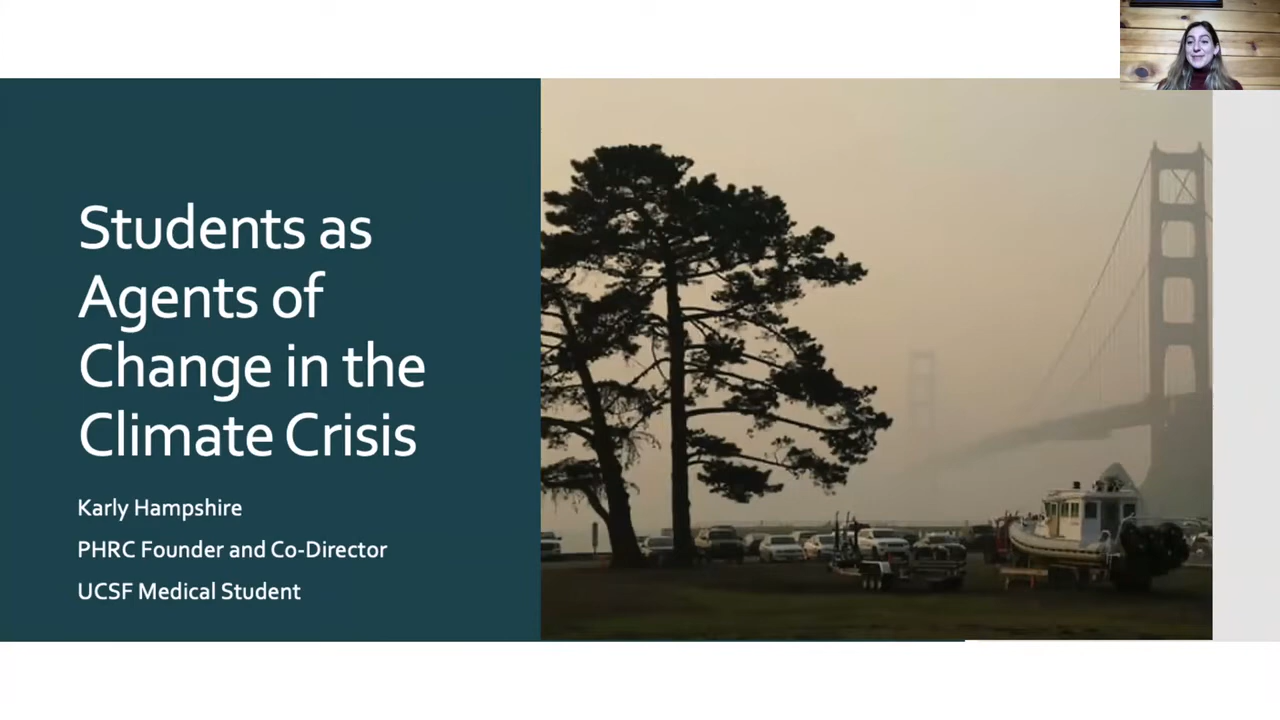 Students as
Agents of
Change in the
Climate Crisis
Karly Hampshire
PHRC Founder and Co-Director
UCSF Medical Student